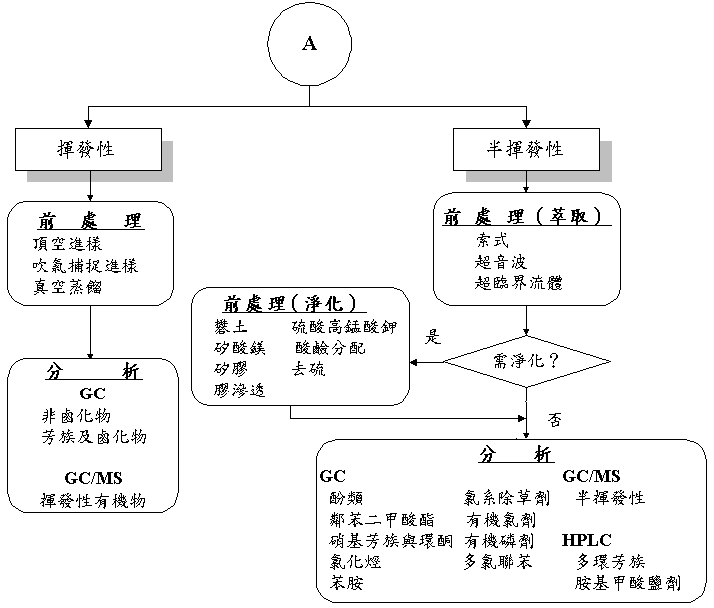 A
揮發性
半揮發性
前 處 理
頂空進樣
吹氣捕捉進樣
真空蒸餾
前 處 理 ( 萃取 )
索式
超音波
超臨界流體
前處理 ( 淨化 )
礬土 硫酸高錳酸鉀
矽酸鎂 酸鹼分配
矽膠 去硫
膠滲透
是
需淨化?
否
分 析
GC
非鹵化物
芳族及鹵化物
GC/MS
揮發性有機物
分 析
GC
酚類
鄰苯二甲酸酯
硝基芳族與環酮
氯化烴
苯胺
氯系除草劑
有機氯劑
有機磷劑
多氯聯苯
GC/MS
半揮發性
HPLC
多環芳族
胺基甲酸鹽劑